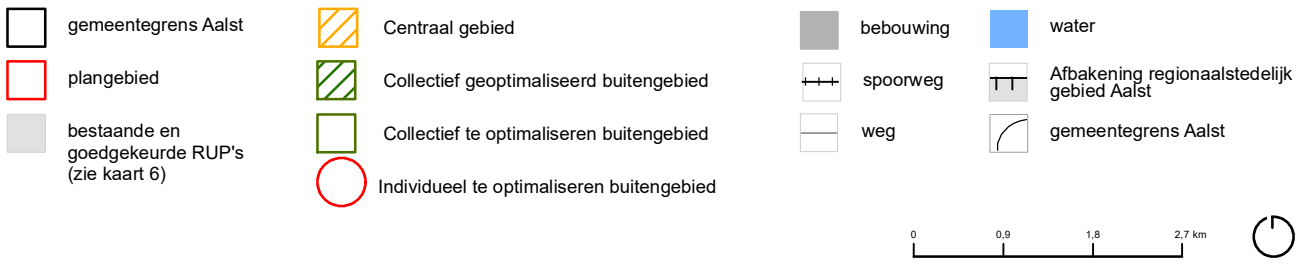 gemeentegrens Aalst
plangebied
bestaande en
goedgekeurde RUP's
(zie kaart 6)
Centraal gebied
Collectief geoptimaliseerd buitengebied
Collectief te optimaliseren buitengebied
Individueel te optimaliseren buitengebied
bebouwing
spoorweg
weg
water
Afbakening regionaalstedelijk
gebied Aalst
gemeentegrens Aalst
0 0,9 1,8 2,7 km